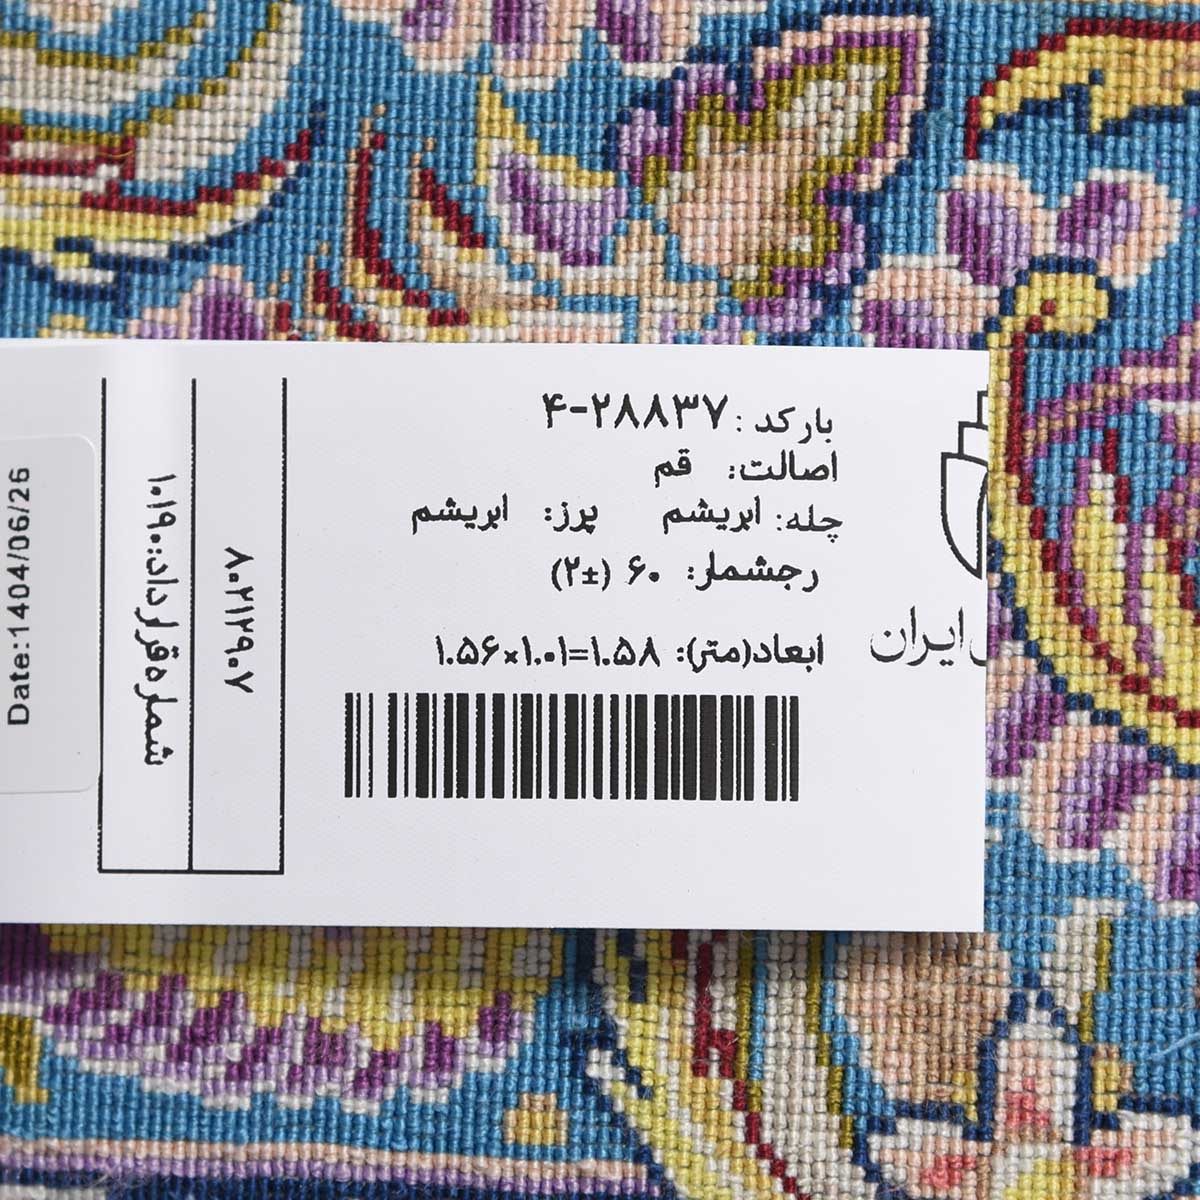 بارکد: ۴-۲۸۸۳۷
اصالت: قم
چله: ابریشم پرز: ابریشم
رجشمار: ۶۰ (±۲)
ابعاد(متر): ۱.۵۶×۱.۰۱=۱.۵۸
ایران
۸۰۲۱۲۹۰۷
شماره قرارداد: ۱۰۱۹۰
Date:1404/06/26